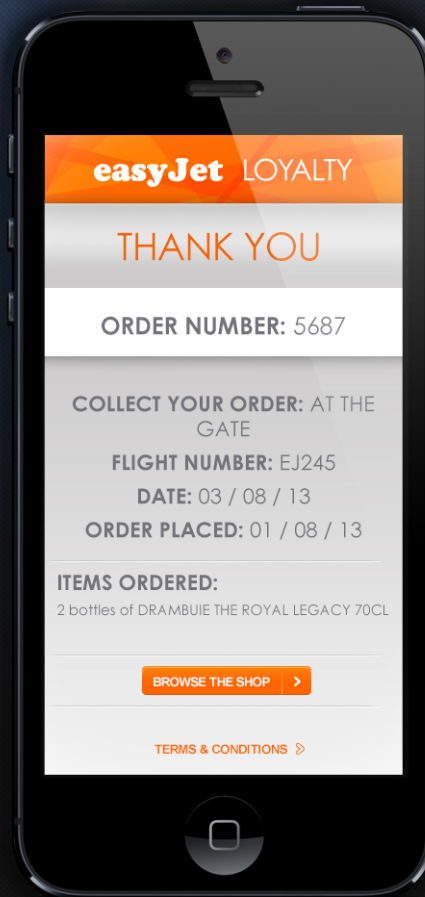 easyJet LOYALTY
THANK YOU
ORDER NUMBER: 5687
COLLECT YOUR ORDER: AT THE
GATE
FLIGHT NUMBER: EJ245
DATE: 03 / 08 / 13
ORDER PLACED: 01 / 08 / 13
ITEMS ORDERED:
2 bottles of DRAMBUIE THE ROYAL LEGACY 70CL
BROWSE THE SHOP
TERMS & CONDITIONS